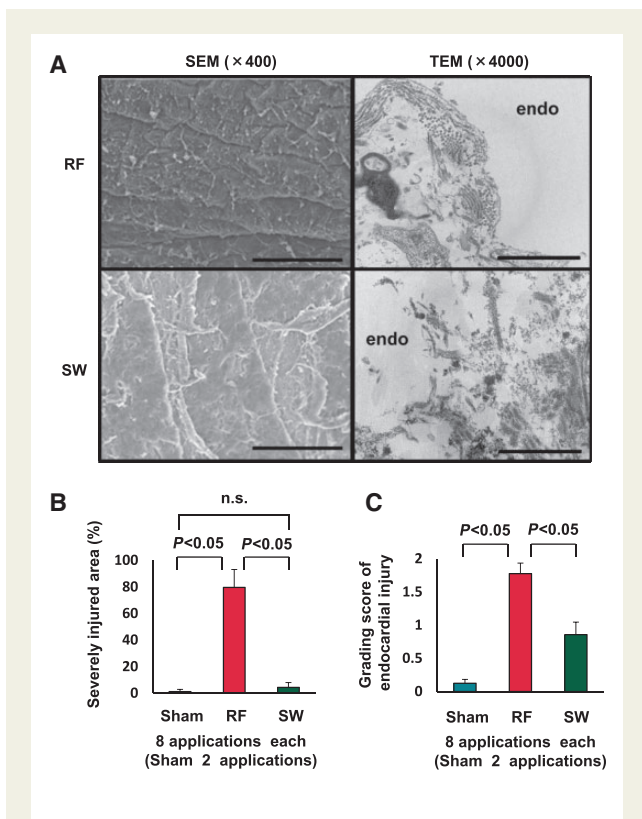 A
SEM (×400)
TEM (×4000)
RF
endo
SW
endo
B
n.s.
P<0.05
P<0.05
Severely injured area (%)
100
80
60
40
20
0
Sham RF SW
8 applications each
(Sham 2 applications)
C
P<0.05
P<0.05
Grading score of
endocardial injury
2
1.5
1
0.5
0
Sham RF SW
8 applications each
(Sham 2 applications)